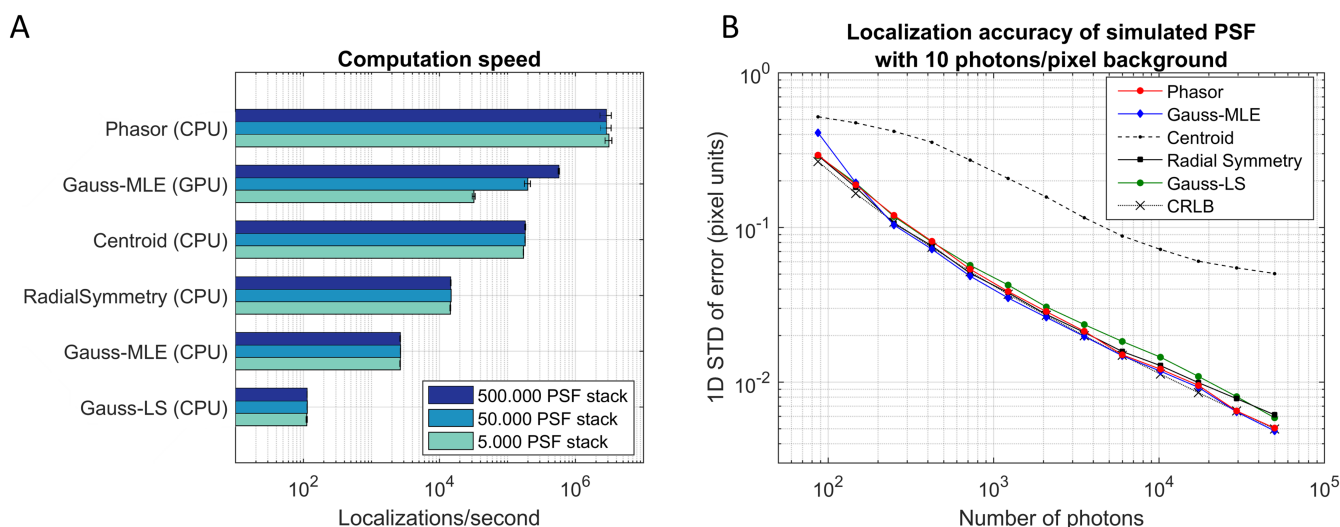 A
Computation speed
Phasor (CPU)
Gauss-MLE (GPU)
Centroid (CPU)
RadialSymmetry (CPU)
Gauss-MLE (CPU)
Gauss-LS (CPU)
500.000 PSF stack
50.000 PSF stack
5.000 PSF stack
10^2
10^4
10^6
Localizations/second
B
Localization accuracy of simulated PSF
with 10 photons/pixel background
1D STD of error (pixel units)
10^0
10^-1
10^-2
Phasor
Gauss-MLE
Centroid
Radial Symmetry
Gauss-LS
CRLB
10^2
10^3
10^4
10^5
Number of photons